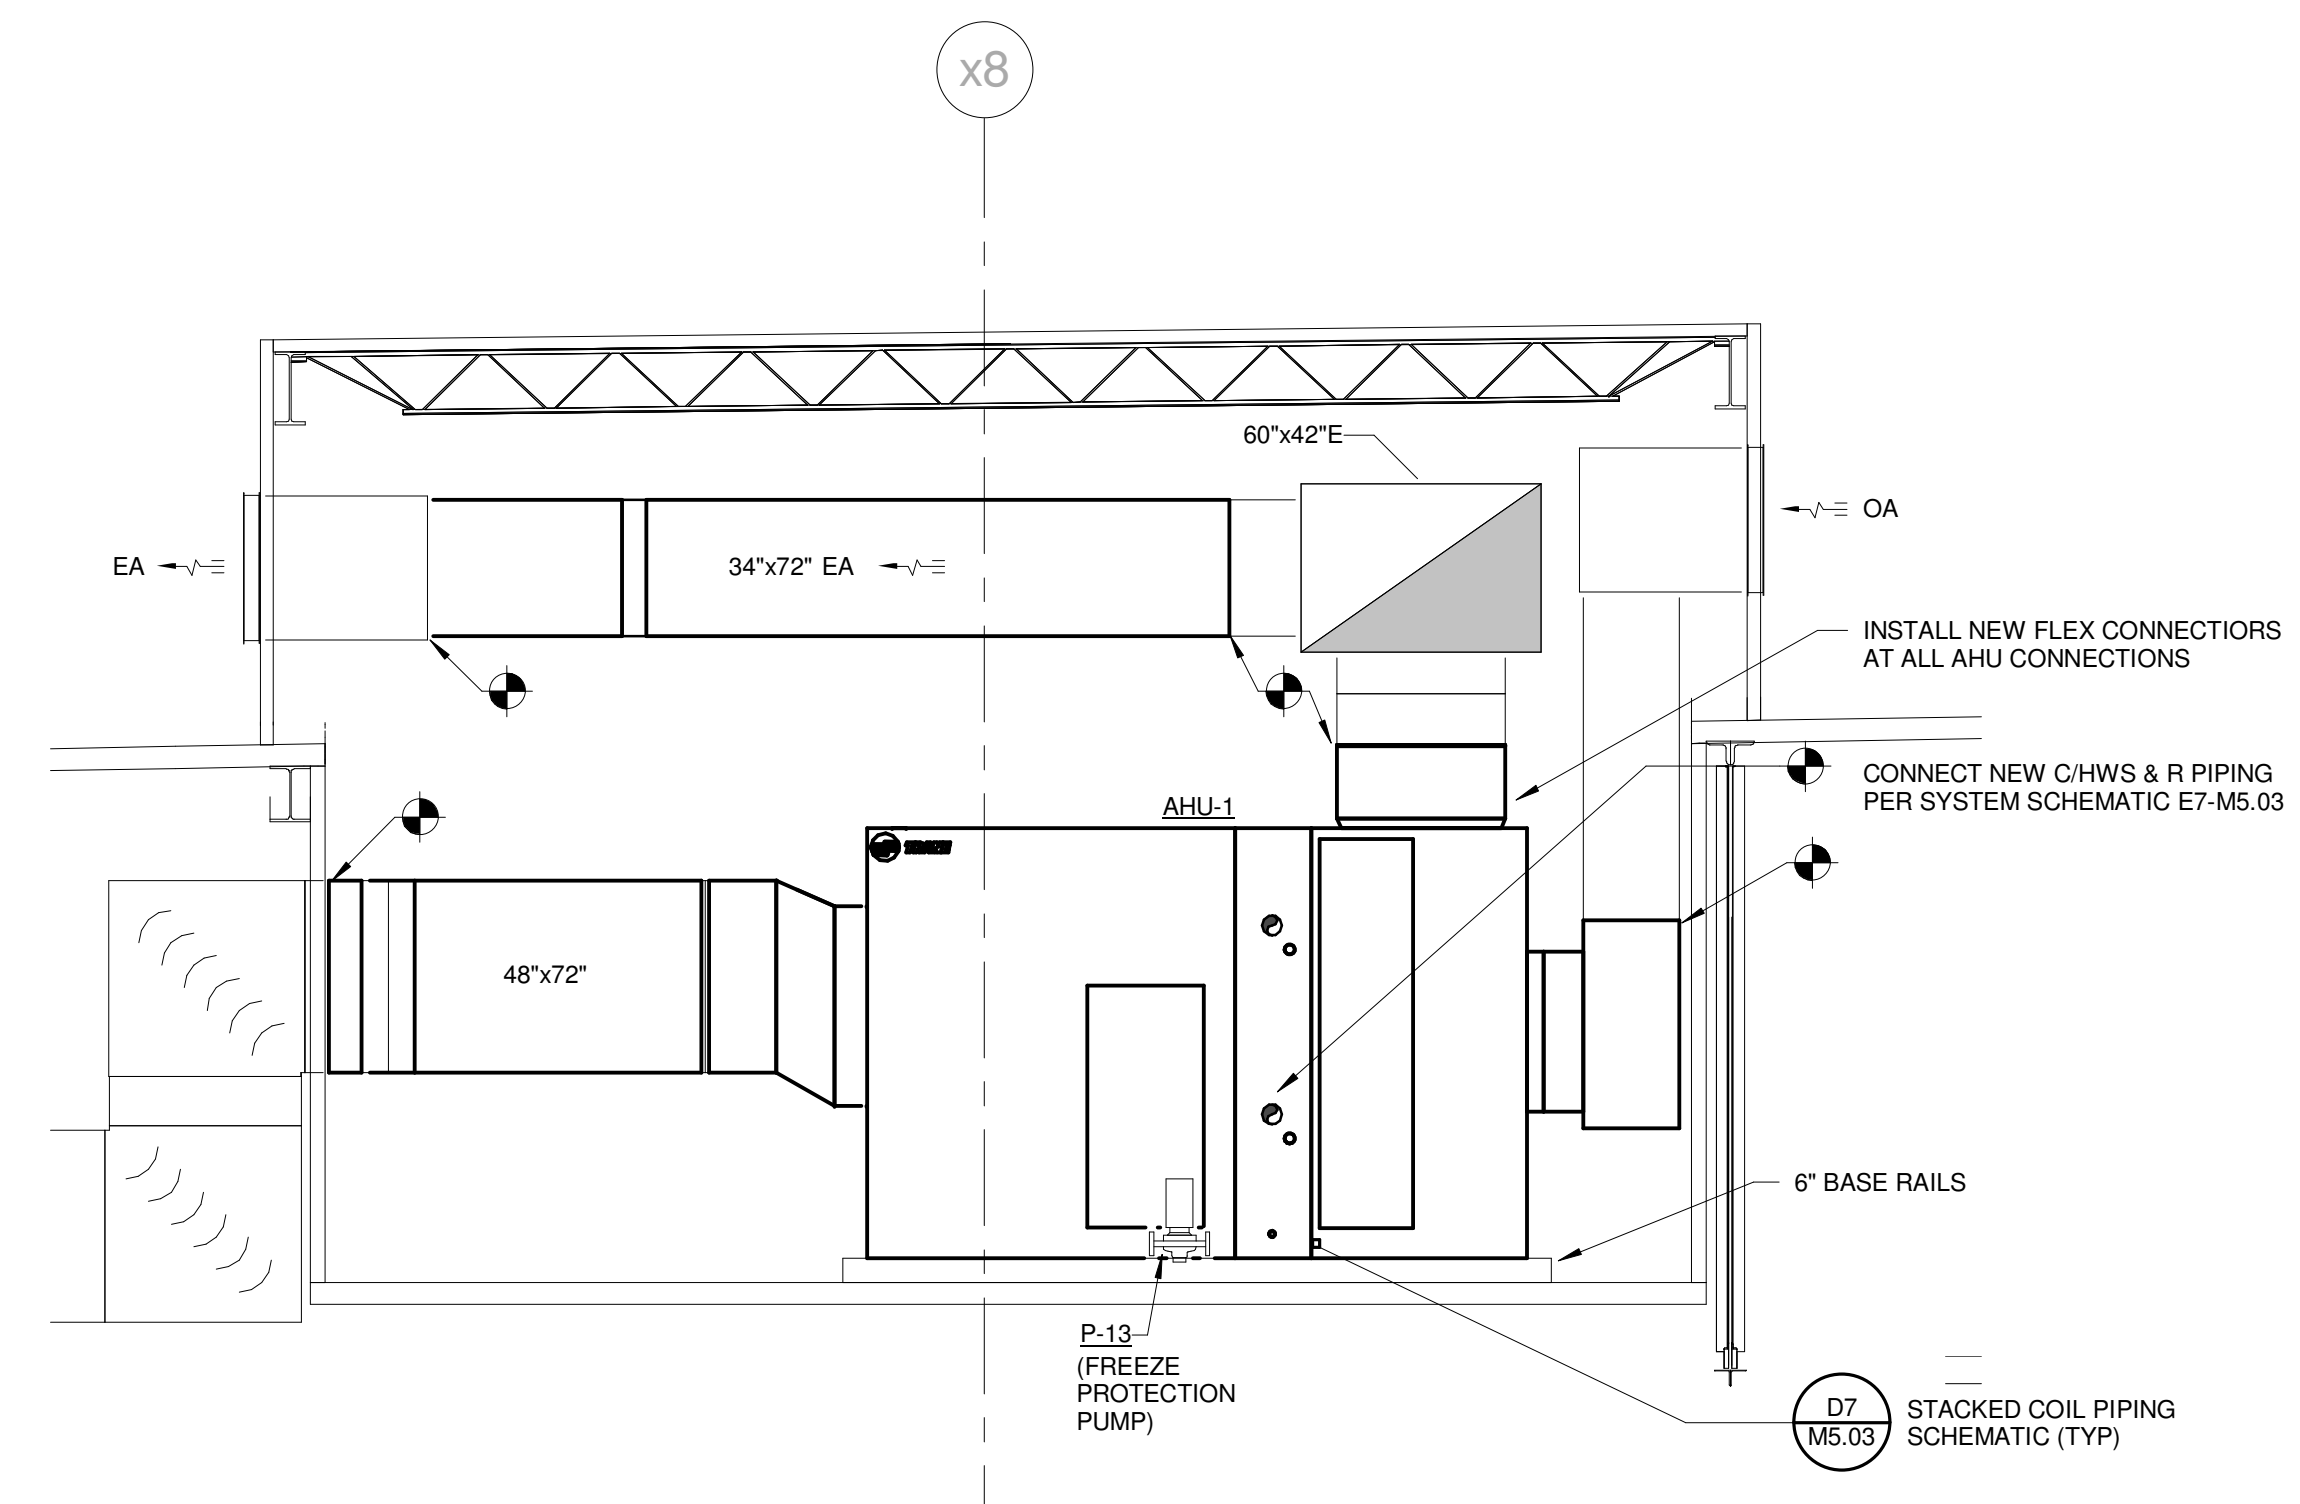 x8
60"x42"E
OA
EA
34"x72" EA
INSTALL NEW FLEX CONNECTIORS
AT ALL AHU CONNECTIONS
CONNECT NEW C/HWS & R PIPING
PER SYSTEM SCHEMATIC E7-M5.03
AHU-1
48"x72"
6" BASE RAILS
P-13
(FREEZE
PROTECTION
PUMP)
D7
M5.03
STACKED COIL PIPING
SCHEMATIC (TYP)